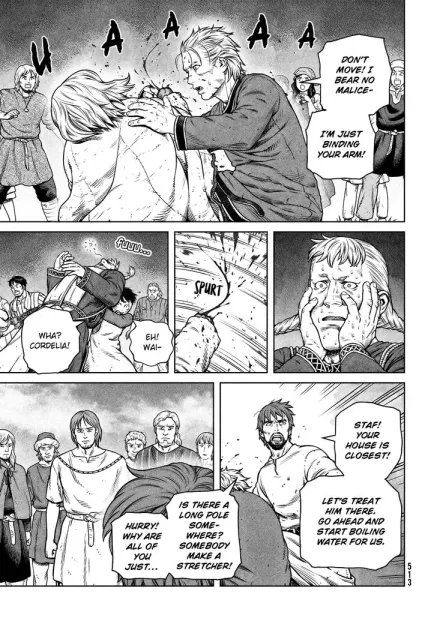 UAAAAA
DON'T
MOVE! I
BEAR NO
MALICE-
I'M JUST
BINDING
YOUR ARM!
AUUU...
WHA?
CORDELIA!
EH!
WAI-
SPURT
STAF!
YOUR
HOUSE IS
CLOSEST!
LET'S TREAT
HIM THERE.
GO AHEAD AND
START BOILING
WATER FOR US.
IS THERE A
LONG POLE
SOME-
WHERE?
SOMEBODY
MAKE A
STRETCHER!
HURRY!
WHY ARE
ALL OF
YOU
JUST...
513